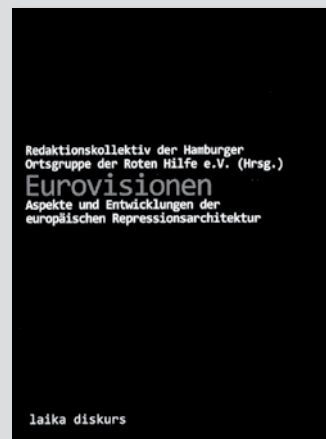 Redaktionskollektiv der Hamburger
Ortsgruppe der Roten Hilfe e.V. (Hrsg.)
Eurovisionen
Aspekte und Entwicklungen der
europäischen Repressionsarchitektur
laika diskurs